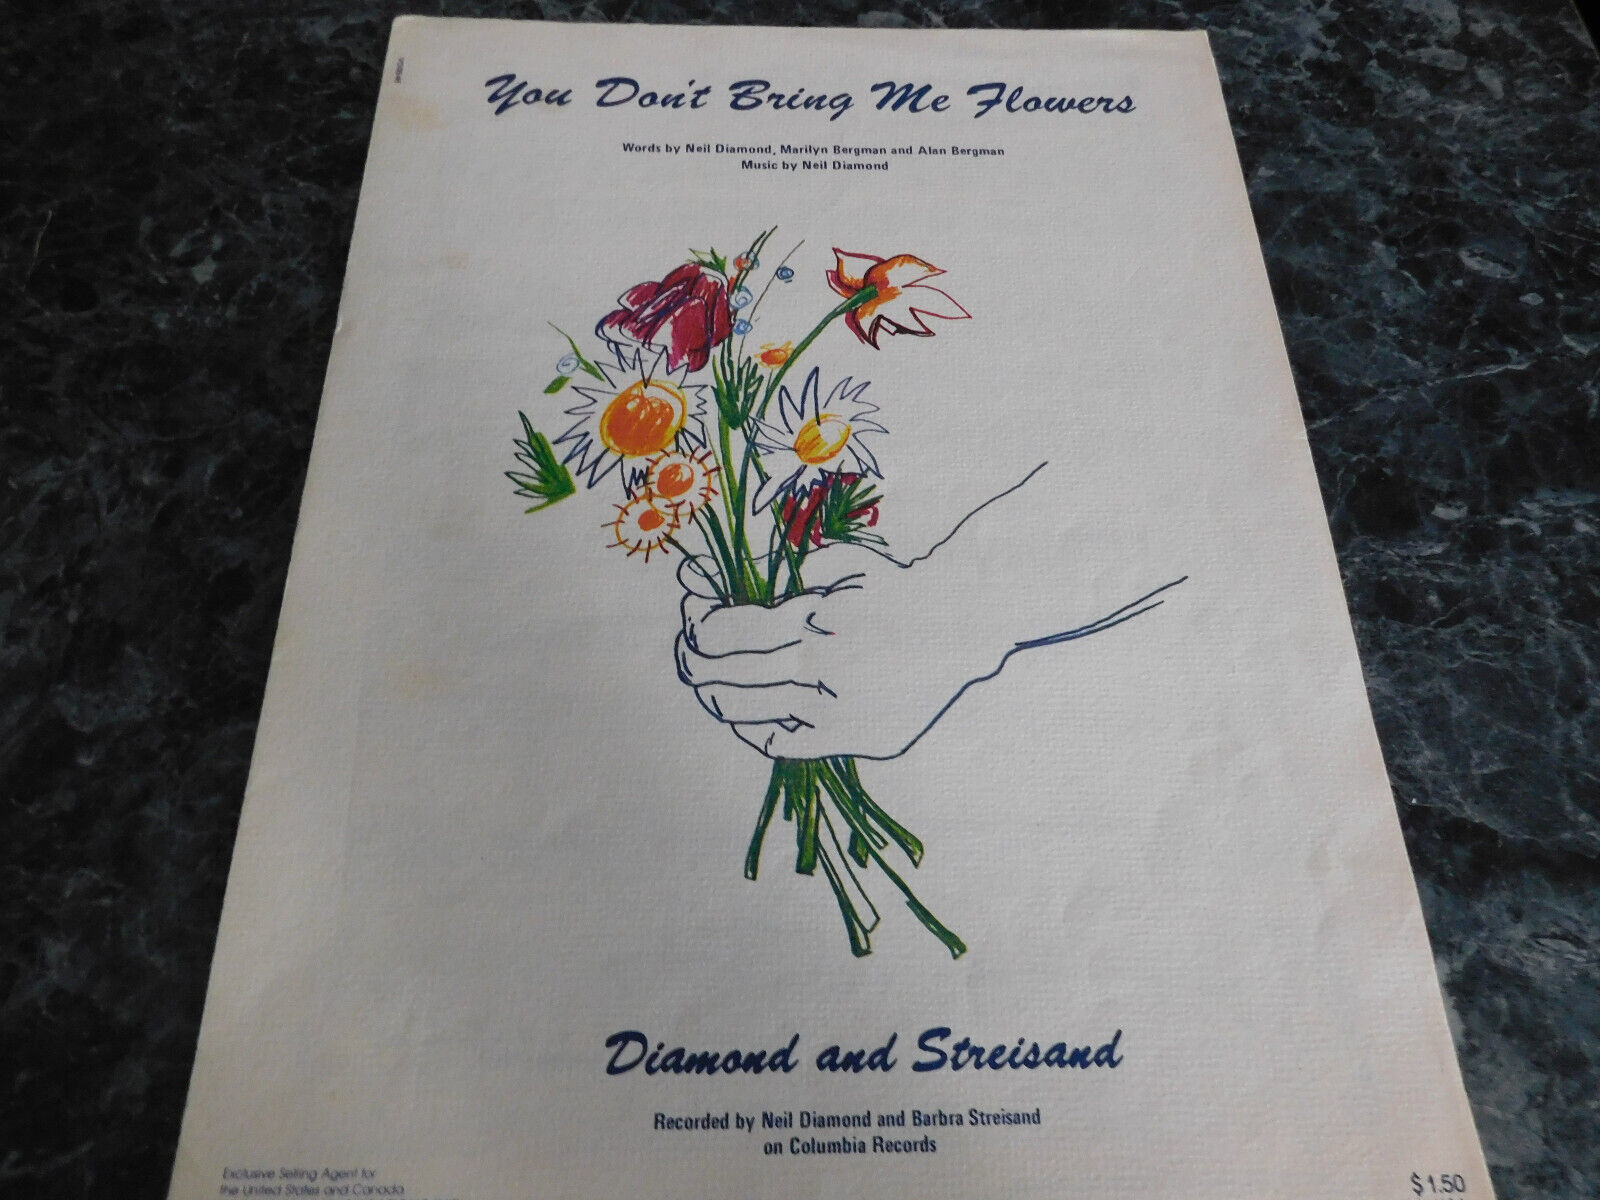 You Don't Bring Me Flowers
Words by Neil Diamond, Marilyn Bergman and Alan Bergman
Music by Neil Diamond
Diamond and Streisand
Recorded by Neil Diamond and Barbra Streisand
on Columbia Records
Exclusive Selling Agent for
the United States and Canada
$1.50